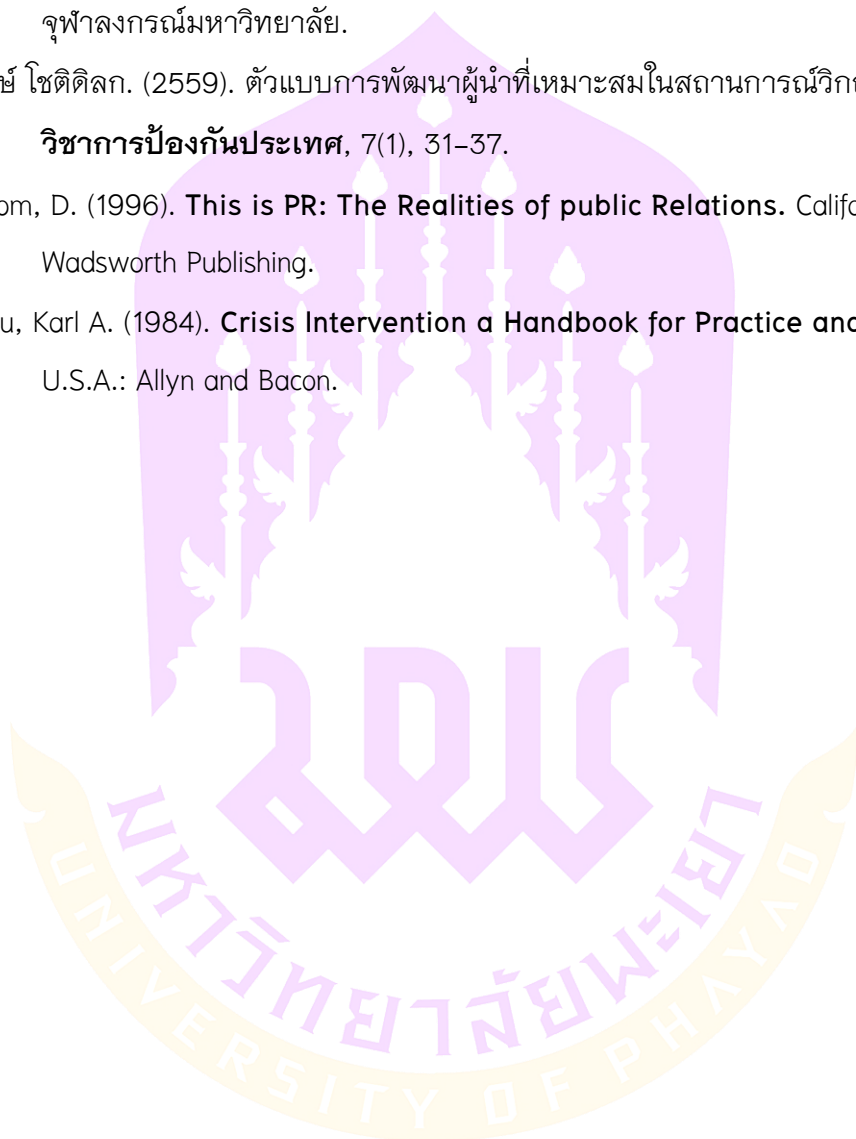 จุฬาลงกรณ์มหาวิทยาลัย.
โชติดิลก. (2559). ตัวแบบการพัฒนาผู้นำที่เหมาะสมในสถานการณ์
วิชาการป้องกันประเทศ, 7(1), 31–37.
D. (1996). This is PR: The Realities of public Relations.
Wadsworth Publishing.
Karl A. (1984). Crisis Intervention a Handbook for Practice and
U.S.A.: Allyn and Bacon.
มหาวิทยาลัยพะเยา
UNIVERSITY OF PHAYAO